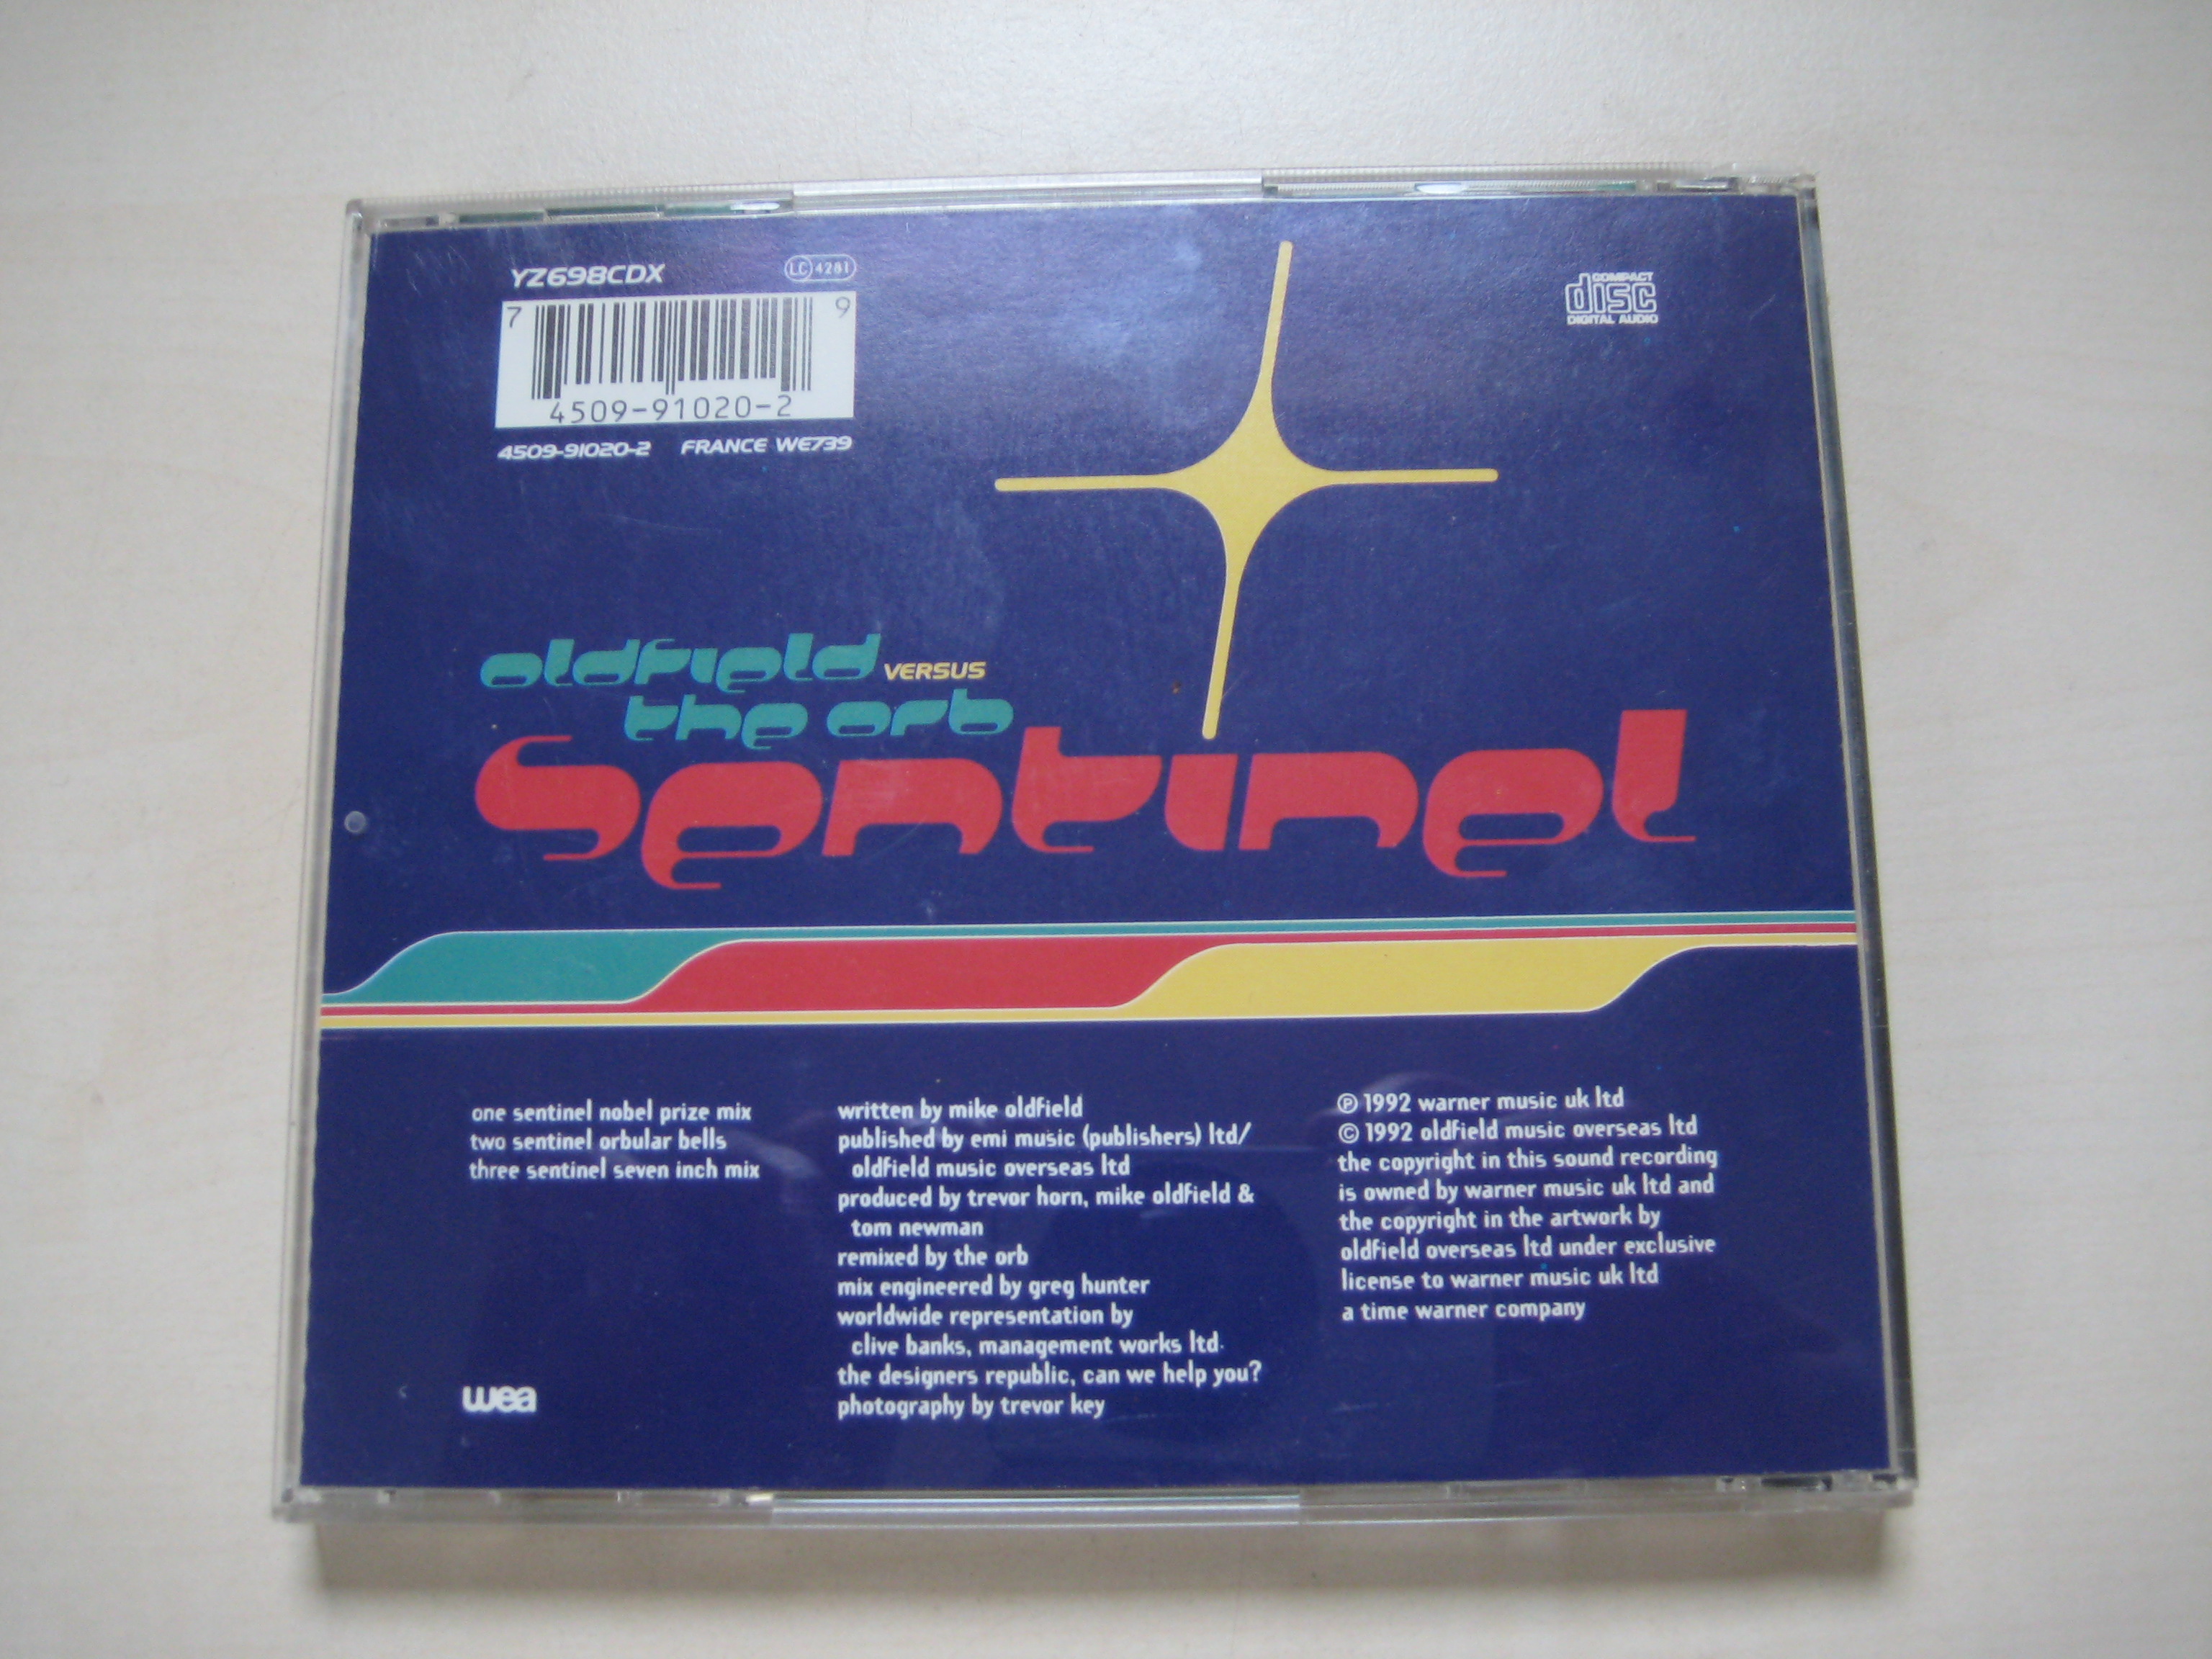 YZ698CDX
LC 4281
7 9
4509-91020-2
4509-91020-2 FRANCE WE739
COMPACT
disc
DIGITAL AUDIO
oldfield VERSUS
the orb
Sentinel
one sentinel nobel prize mix
two sentinel orbular bells
three sentinel seven inch mix
wea
written by mike oldfield
published by emi music (publishers) ltd/
oldfield music overseas ltd
produced by trevor horn, mike oldfield &
tom newman
remixed by the orb
mix engineered by greg hunter
worldwide representation by
clive banks, management works ltd.
the designers republic, can we help you?
photography by trevor key
℗ 1992 warner music uk ltd
© 1992 oldfield music overseas ltd
the copyright in this sound recording
is owned by warner music uk ltd and
the copyright in the artwork by
oldfield overseas ltd under exclusive
license to warner music uk ltd
a time warner company